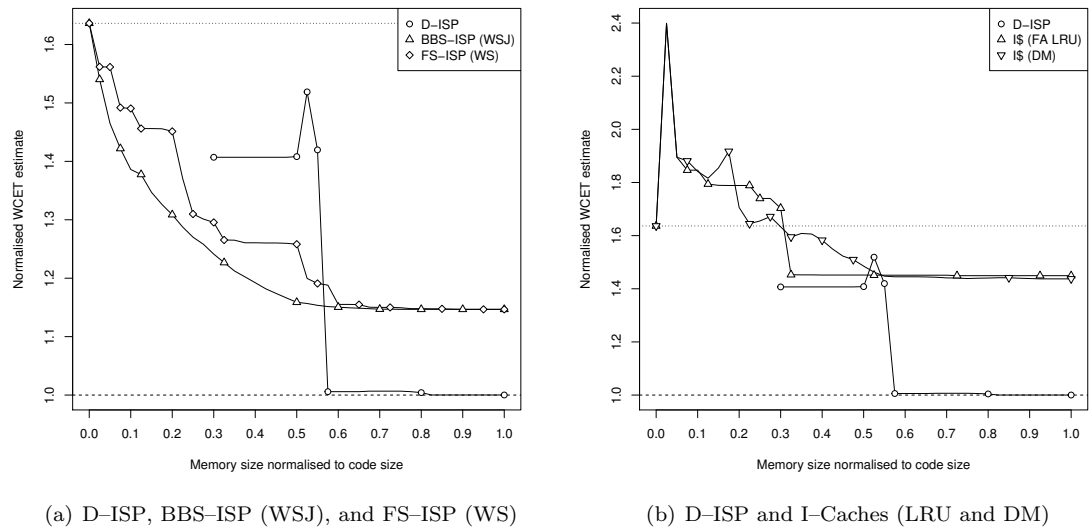 D−ISP
BBS−ISP (WSJ)
FS−ISP (WS)
Normalised WCET estimate
1.6
1.5
1.4
1.3
1.2
1.1
1.0
0.0 0.1 0.2 0.3 0.4 0.5 0.6 0.7 0.8 0.9 1.0
Memory size normalised to code size
(a) D–ISP, BBS–ISP (WSJ), and FS–ISP (WS)
D−ISP
I$ (FA LRU)
I$ (DM)
Normalised WCET estimate
2.4
2.2
2.0
1.8
1.6
1.4
1.2
1.0
0.0 0.1 0.2 0.3 0.4 0.5 0.6 0.7 0.8 0.9 1.0
Memory size normalised to code size
(b) D–ISP and I–Caches (LRU and DM)